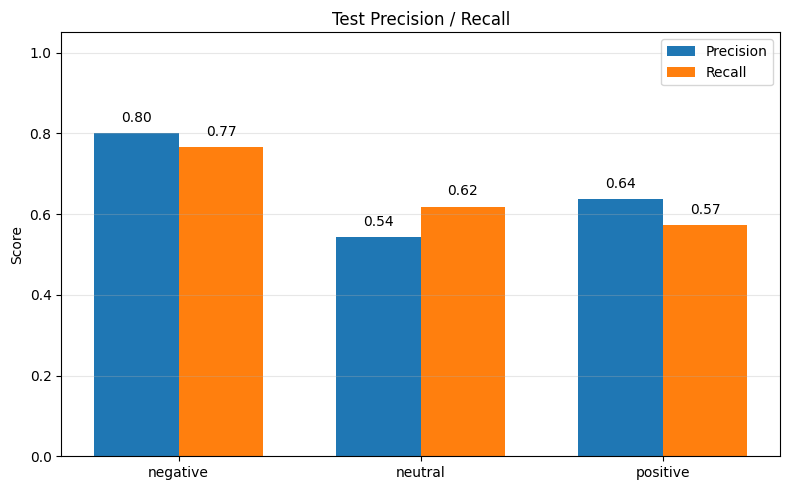 Test Precision / Recall
Precision
Recall
Score
1.0
0.8
0.6
0.4
0.2
0.0
0.80
0.77
0.54
0.62
0.64
0.57
negative
neutral
positive